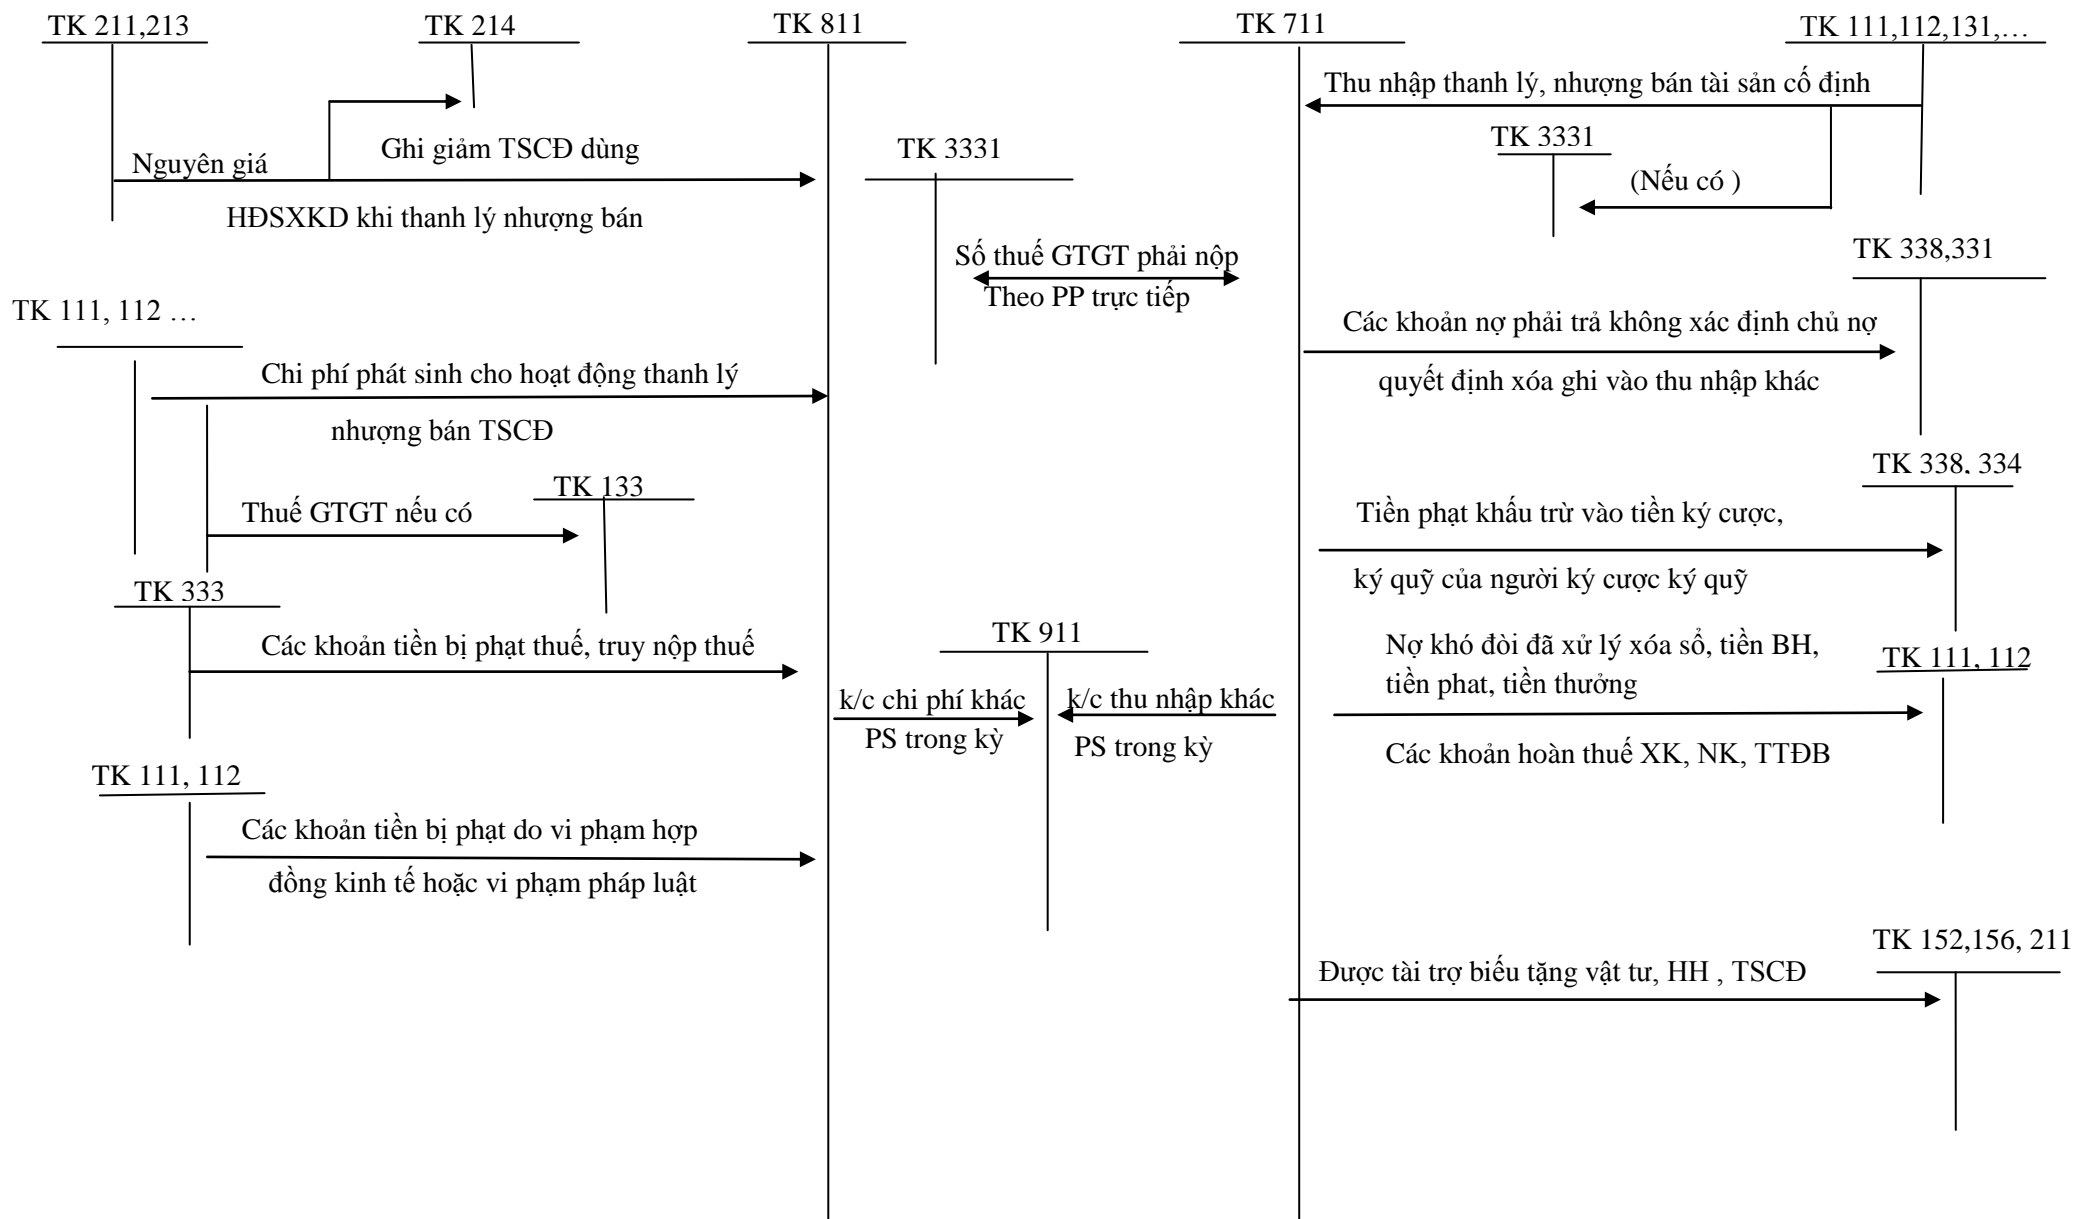 TK 211,213
TK 214
TK 811
TK 711
TK 111,112,131,…
Thu nhập thanh lý, nhượng bán tài sản cố định
Nguyên giá
Ghi giảm TSCĐ dùng
TK 3331
TK 3331
(Nếu có )
HĐSXKD khi thanh lý nhượng bán
Số thuế GTGT phải nộp
Theo PP trực tiếp
TK 338,331
TK 111, 112 …
Các khoản nợ phải trả không xác định chủ nợ
quyết định xóa ghi vào thu nhập khác
Chi phí phát sinh cho hoạt động thanh lý
nhượng bán TSCĐ
TK 338, 334
TK 133
Thuế GTGT nếu có
Tiền phạt khấu trừ vào tiền ký cược,
ký quỹ của người ký cược ký quỹ
TK 333
Các khoản tiền bị phạt thuế, truy nộp thuế
TK 911
Nợ khó đòi đã xử lý xóa sổ, tiền BH,
tiền phat, tiền thưởng
TK 111, 112
k/c chi phí khác
PS trong kỳ
k/c thu nhập khác
PS trong kỳ
Các khoản hoàn thuế XK, NK, TTĐB
TK 111, 112
Các khoản tiền bị phạt do vi phạm hợp
đồng kinh tế hoặc vi phạm pháp luật
TK 152,156, 211
Được tài trợ biếu tặng vật tư, HH , TSCĐ